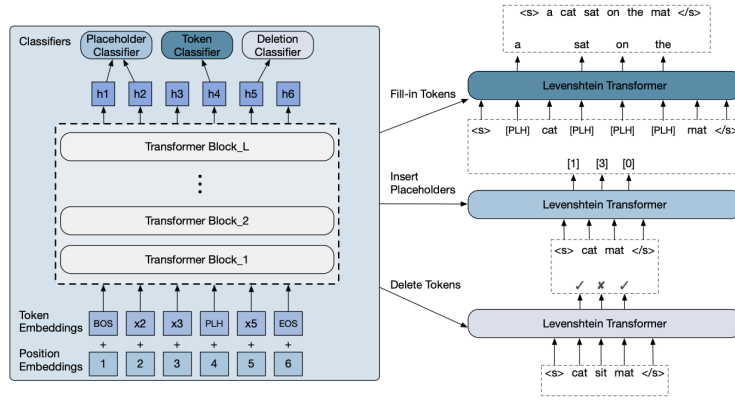 Classifiers
Placeholder
Classifier
Token
Classifier
Deletion
Classifier
h1 h2 h3 h4 h5 h6
Transformer Block_L
Transformer Block_2
Transformer Block_1
Token
Embeddings
BOS x2 x3 PLH x5 EOS
+ + + + + +
Position
Embeddings
1 2 3 4 5 6
Fill-in Tokens
Insert
Placeholders
Delete Tokens
<s> a cat sat on the mat </s>
a sat on the
Levenshtein Transformer
<s> [PLH] cat [PLH] [PLH] [PLH] mat </s>
[1] [3] [0]
Levenshtein Transformer
<s> cat mat </s>
✓ ✗ ✓
Levenshtein Transformer
<s> cat sit mat </s>